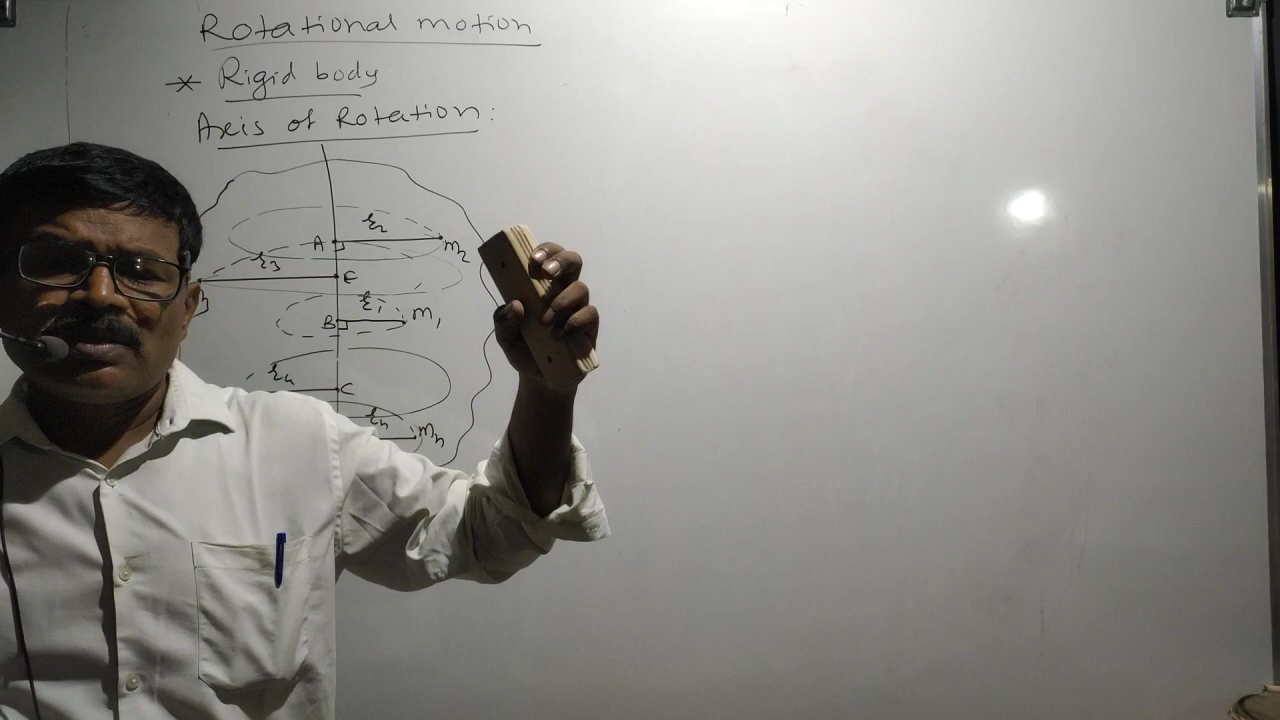 Rotational motion
* Rigid body
Axis of Rotation:
r2
A
m2
r3
E
r1
m1
B
r4
C
rn
mn